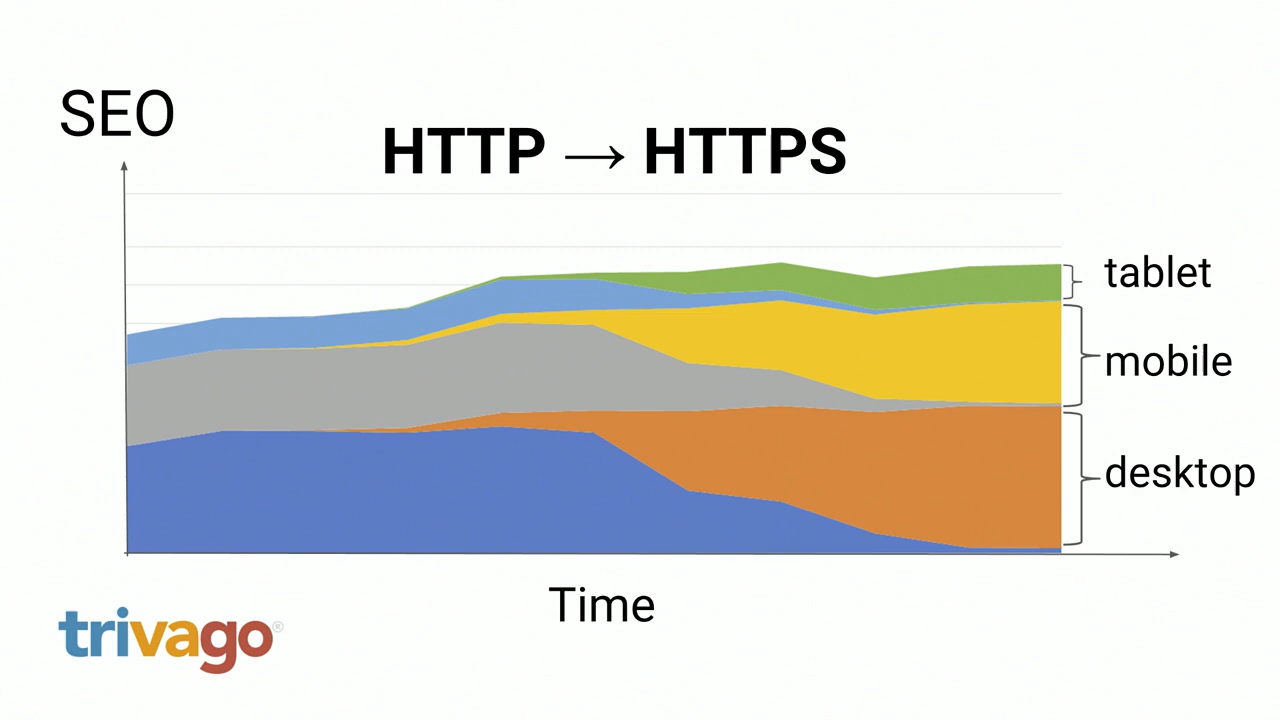 SEO
HTTP → HTTPS
tablet
mobile
desktop
Time
trivago®